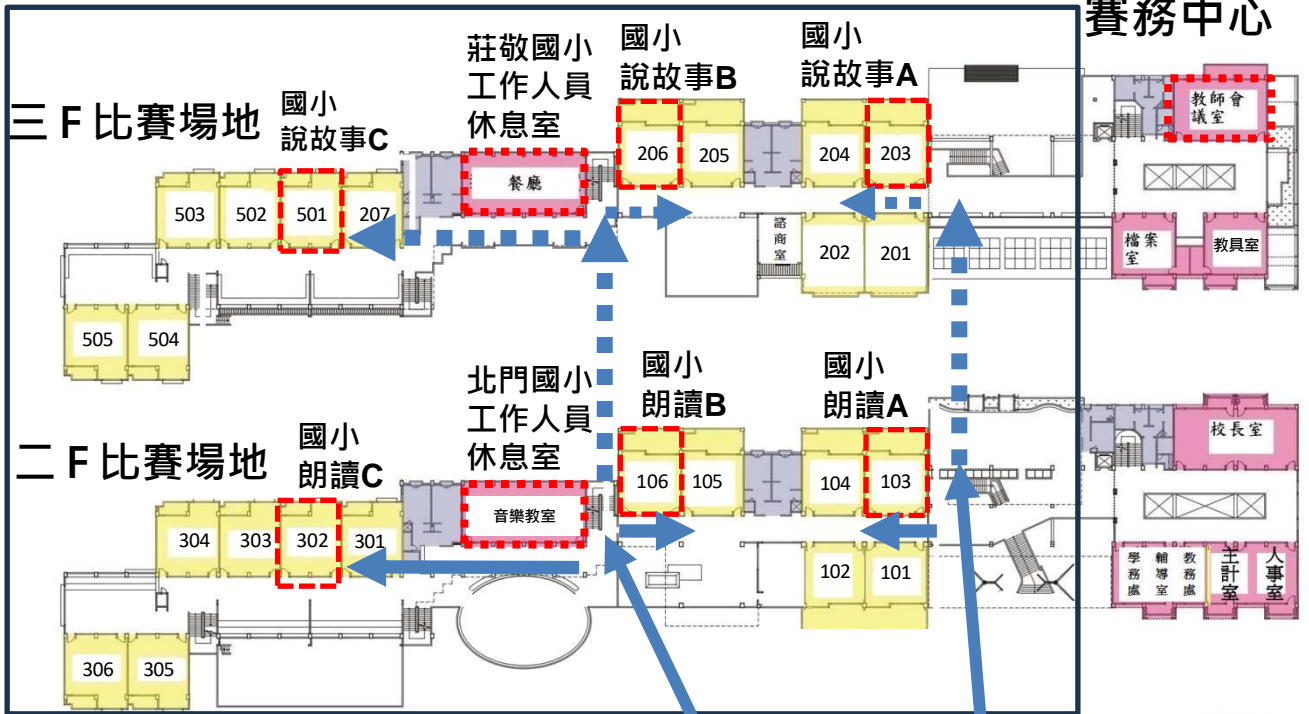 賽務中心
三F比賽場地
國小
說故事C
莊敬國小
工作人員
休息室
國小
說故事B
國小
說故事A
教師會
議室
503
502
501
207
餐廳
206
205
204
203
諮商室
202
201
檔案
室
教具室
505
504
二F比賽場地
國小
朗讀C
北門國小
工作人員
休息室
國小
朗讀B
國小
朗讀A
校長室
304
303
302
301
音樂教室
106
105
104
103
102
101
學務處
輔導室
教務處
主計室
人事室
306
305